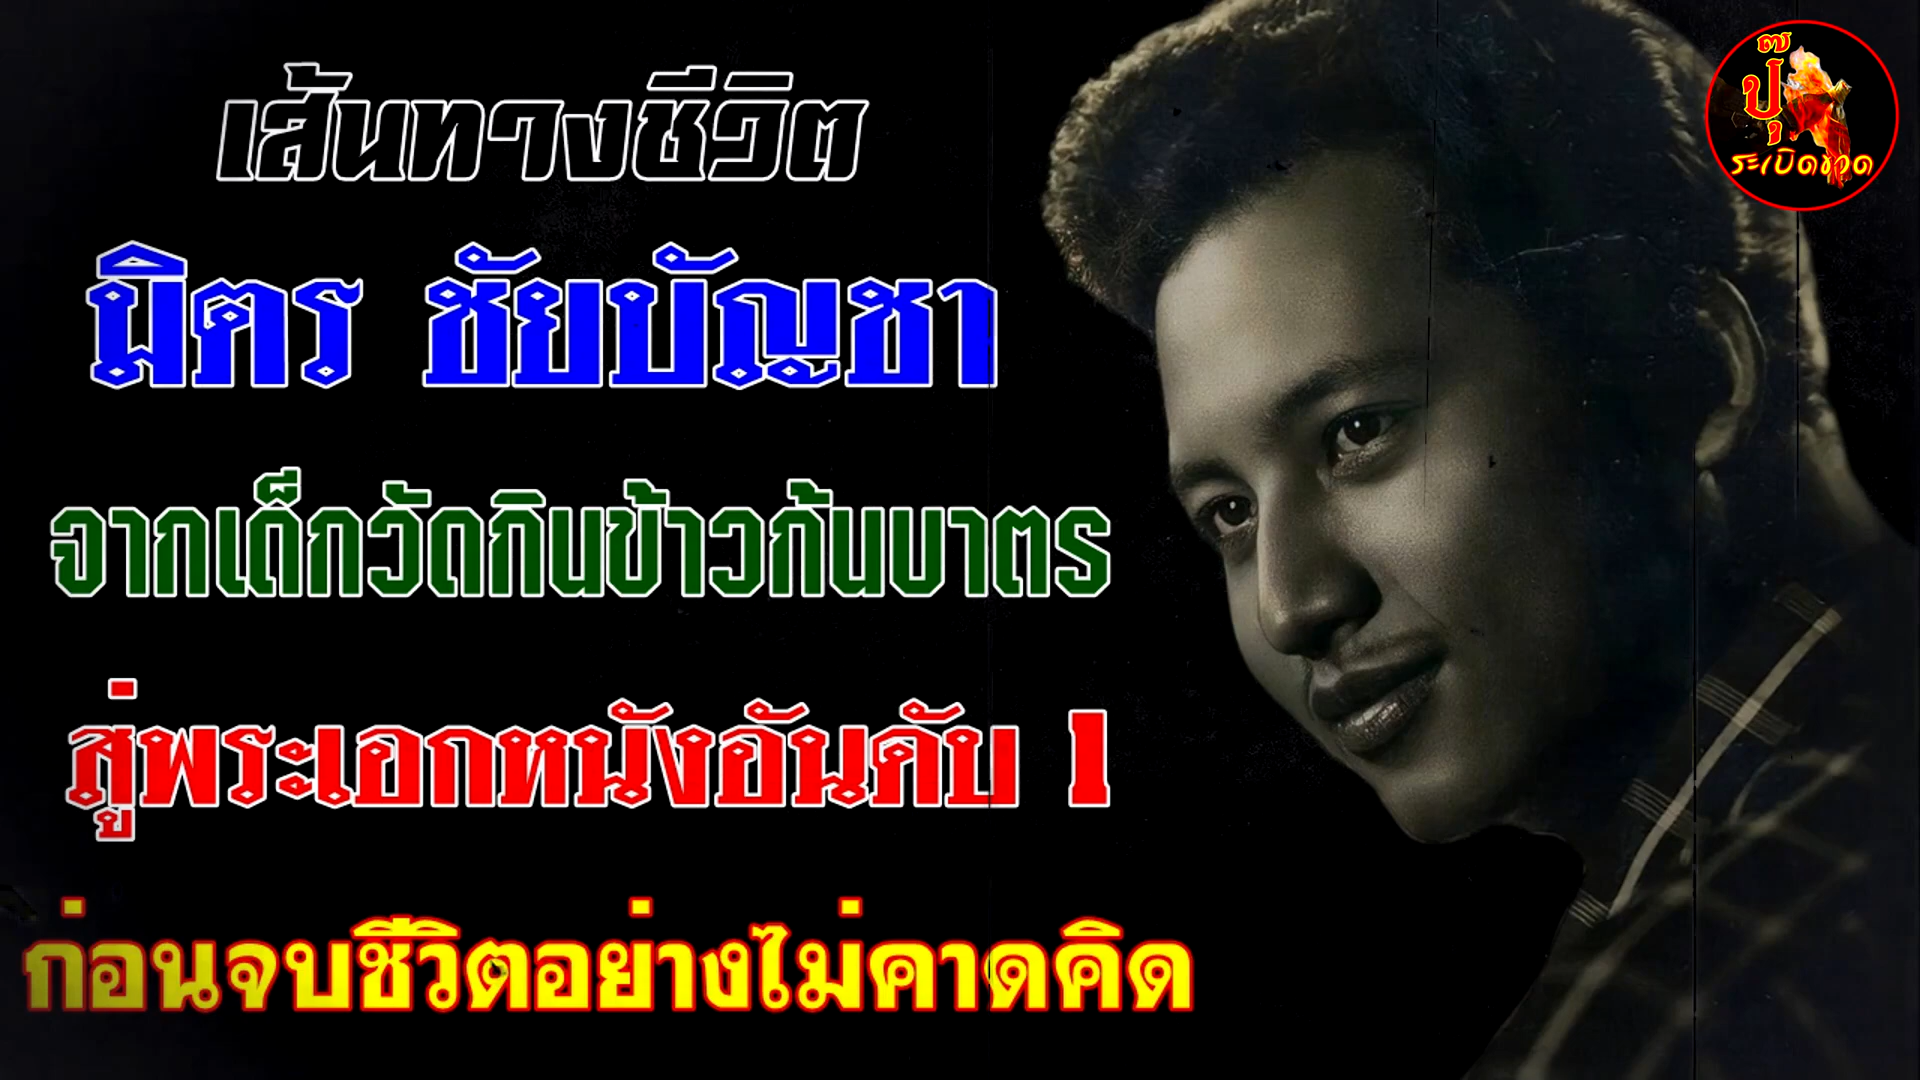 เส้นทางชีวิต
มิตร ชัยบัญชา
จากเด็กวัดกินข้าวก้นบาตร
สู่พระเอกหนังอันดับ 1
ก่อนจบชีวิตอย่างไม่คาดคิด
ปุ๊
ระเบิดขวด